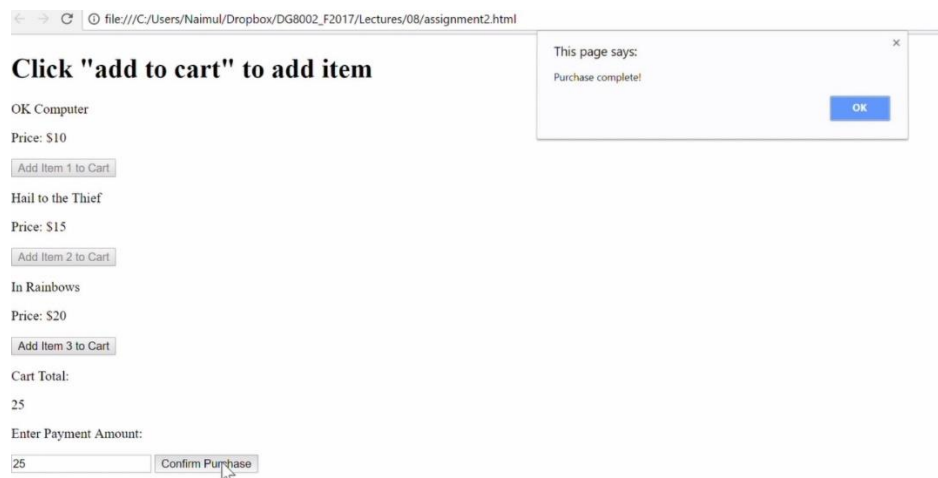 file:///C:/Users/Naimul/Dropbox/DG8002_F2017/Lectures/08/assignment2.html
This page says:
Purchase complete!
OK
Click "add to cart" to add item
OK Computer
Price: $10
Add Item 1 to Cart
Hail to the Thief
Price: $15
Add Item 2 to Cart
In Rainbows
Price: $20
Add Item 3 to Cart
Cart Total:
25
Enter Payment Amount:
25 Confirm Purchase